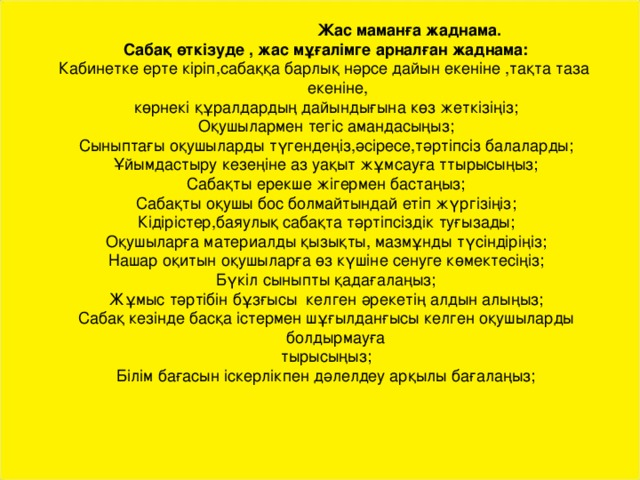 Жас маманға жаднама.
Сабақ өткізуде , жас мұғалімге арналған жаднама:
Кабинетке ерте кіріп,сабаққа барлық нәрсе дайын екеніне ,тақта таза
екеніне,
көрнекі құралдардың дайындығына көз жеткізіңіз;
Оқушылармен тегіс амандасыңыз;
Сыныптағы оқушыларды түгендеңіз,әсіресе,тәртіпсіз балаларды;
Ұйымдастыру кезеңіне аз уақыт жұмсауға ттырысыңыз;
Сабақты ерекше жігермен бастаңыз;
Сабақты оқушы бос болмайтындай етіп жүргізіңіз;
Кідірістер,баяулық сабақта тәртіпсіздік туғызады;
Оқушыларға материалды қызықты, мазмұнды түсіндіріңіз;
Нашар оқитын оқушыларға өз күшіне сенуге көмектесіңіз;
Бүкіл сыныпты қадағалаңыз;
Жұмыс тәртібін бұзғысы келген әрекетің алдын алыңыз;
Сабақ кезінде басқа істермен шұғылданғысы келген оқушыларды
болдырмауға
тырысыңыз;
Білім бағасын іскерлікпен дәлелдеу арқылы бағалаңыз;